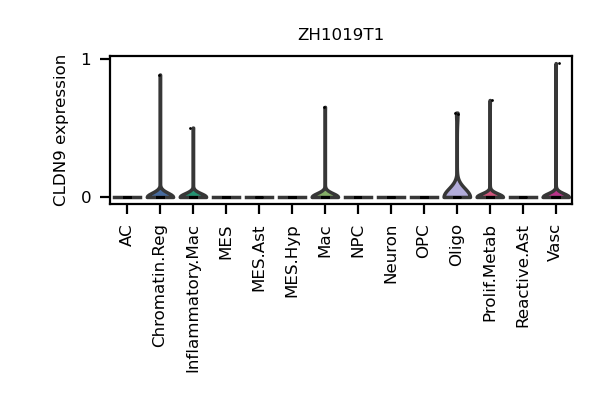 ZH1019T1
CLDN9 expression
1
0
AC
Chromatin.Reg
Inflammatory.Mac
MES
MES.Ast
MES.Hyp
Mac
NPC
Neuron
OPC
Oligo
Prolif.Metab
Reactive.Ast
Vasc